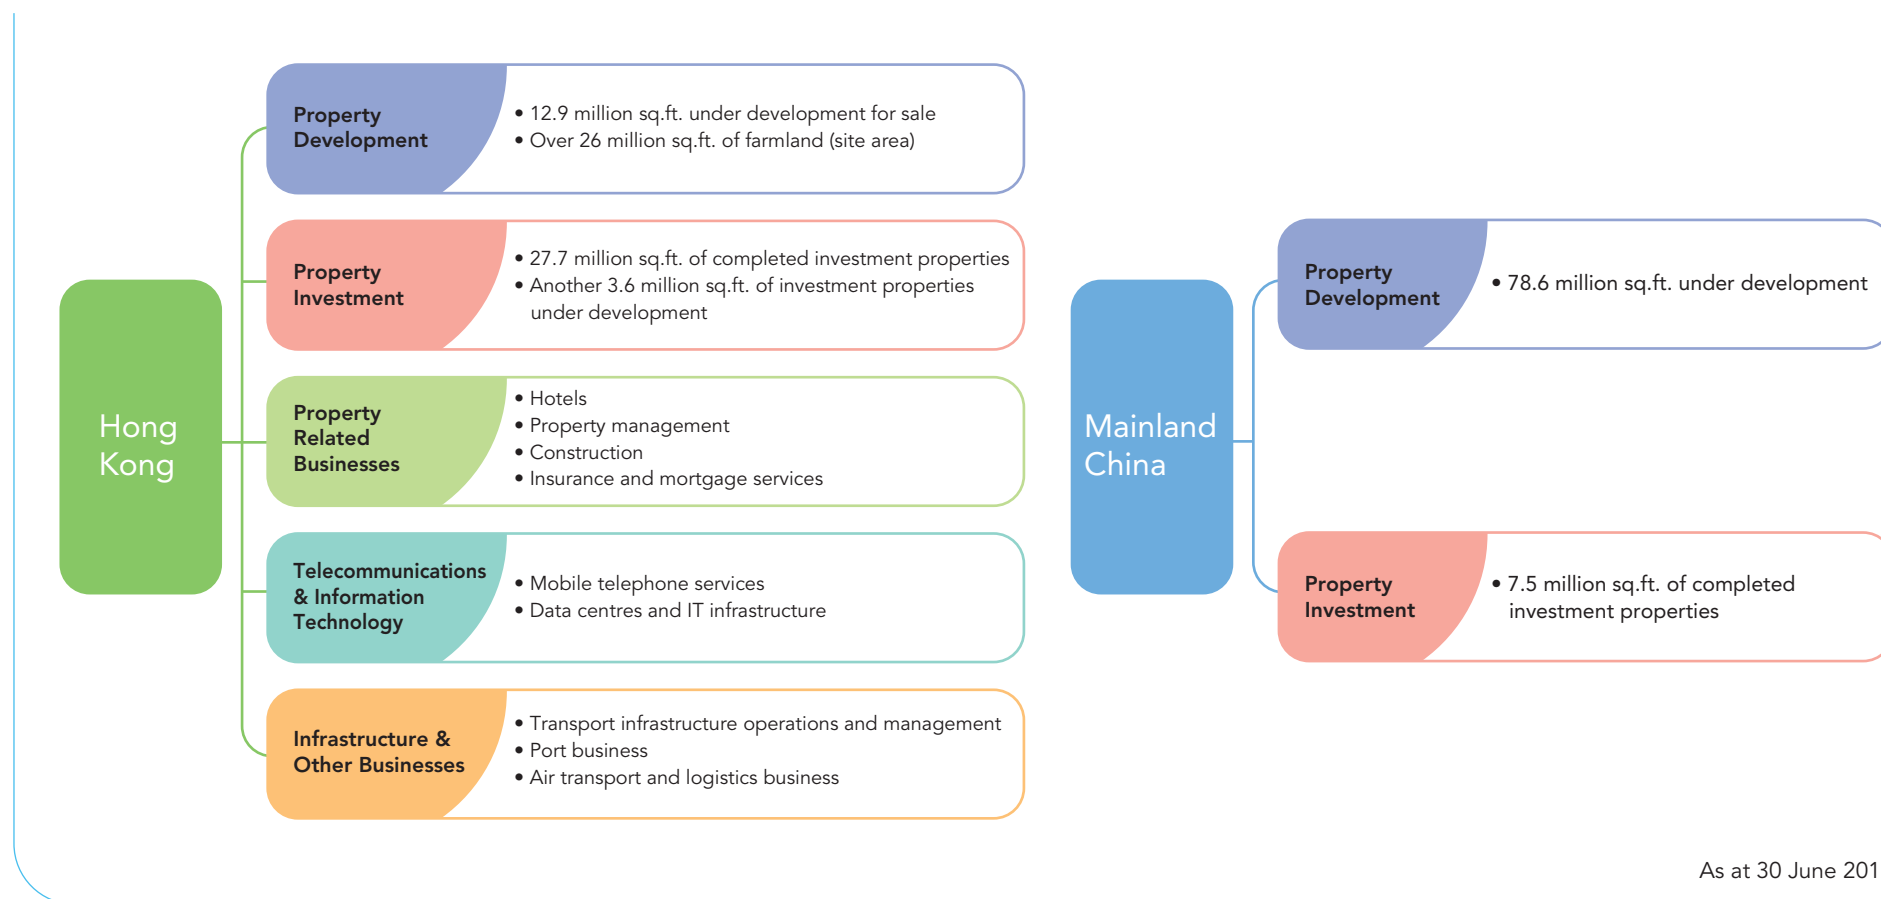 Hong
Kong
Property
Development
• 12.9 million sq.ft. under development for sale
• Over 26 million sq.ft. of farmland (site area)
Property
Investment
• 27.7 million sq.ft. of completed investment properties
• Another 3.6 million sq.ft. of investment properties
under development
Property
Related
Businesses
• Hotels
• Property management
• Construction
• Insurance and mortgage services
Telecommunications
& Information
Technology
• Mobile telephone services
• Data centres and IT infrastructure
Infrastructure &
Other Businesses
• Transport infrastructure operations and management
• Port business
• Air transport and logistics business
Mainland
China
Property
Development
• 78.6 million sq.ft. under development
Property
Investment
• 7.5 million sq.ft. of completed
investment properties
As at 30 June 201